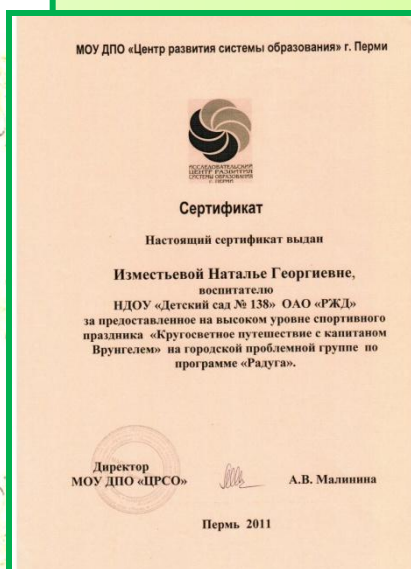 МОУ ДПО «Центр развития системы образования» г. Перми
ИССЛЕДОВАТЕЛЬСКИЙ
ЦЕНТР РАЗВИТИЯ
СИСТЕМЫ ОБРАЗОВАНИЯ
Г. ПЕРМИ
Сертификат
Настоящий сертификат выдан
Изместьевой Наталье Георгиевне,
воспитателю
НДОУ «Детский сад № 138» ОАО «РЖД»
за предоставленное на высоком уровне спортивного
праздника «Кругосветное путешествие с капитаном
Врунгелем» на городской проблемной группе по
программе «Радуга».
Директор
МОУ ДПО «ЦРСО»
А.В. Малинина
Пермь 2011